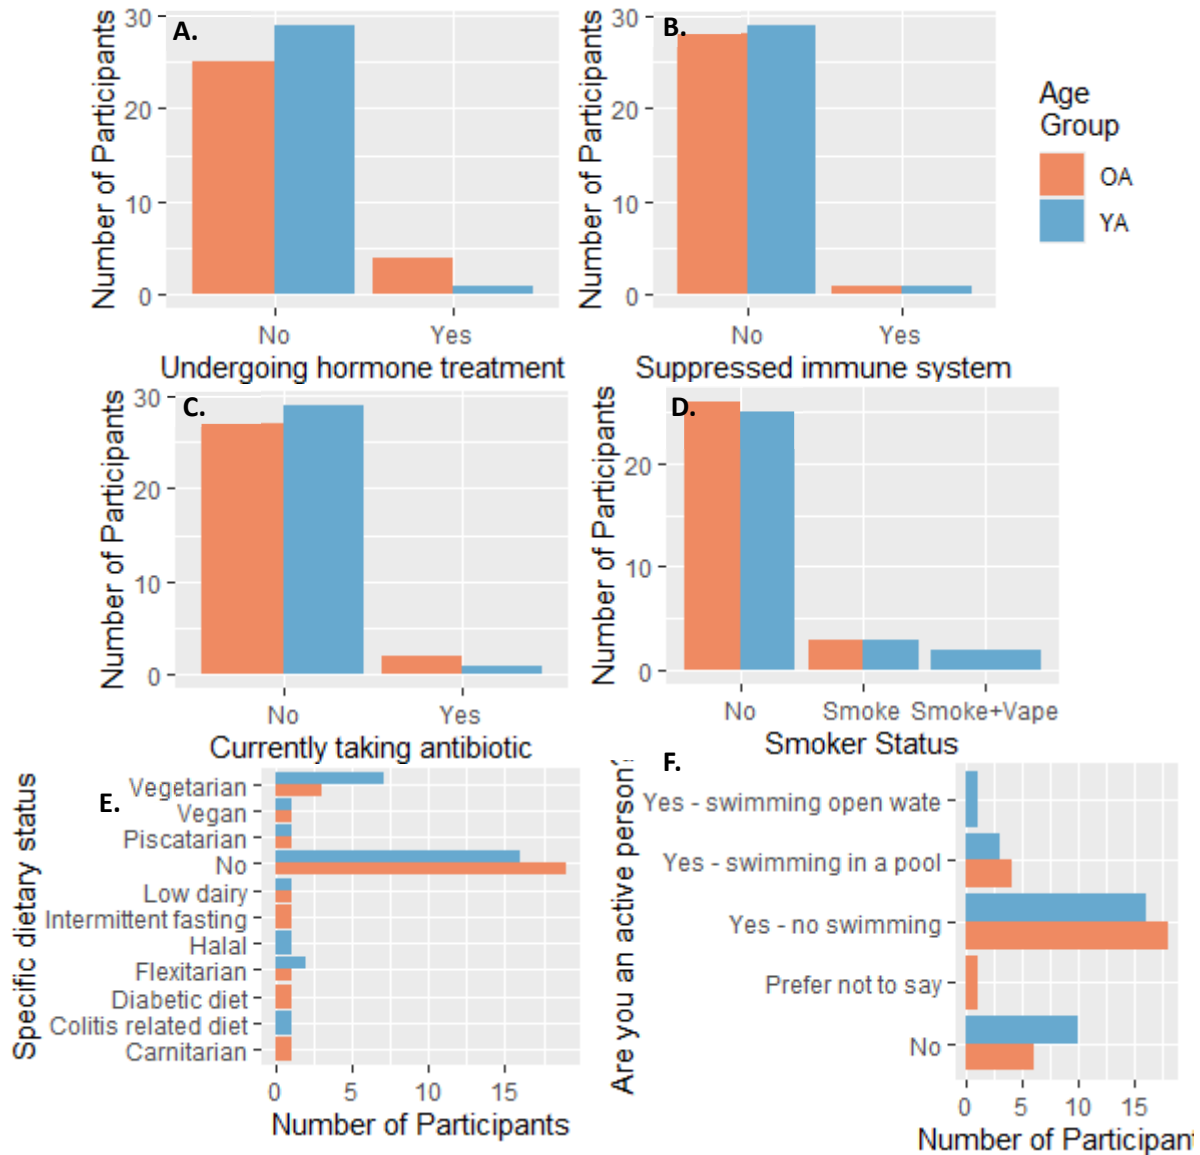 A.
Number of Participants
30
20
10
0
No
Yes
Undergoing hormone treatment
B.
Number of Participants
30
20
10
0
No
Yes
Suppressed immune system
Age
Group
OA
YA
C.
Number of Participants
30
20
10
0
No
Yes
Currently taking antibiotic
D.
Number of Participants
20
10
0
No
Smoke
Smoke+Vape
Smoker Status
E.
Specific dietary status
Vegetarian
Vegan
Piscatarian
No
Low dairy
Intermittent fasting
Halal
Flexitarian
Diabetic diet
Colitis related diet
Carnitarian
0
5
10
15
Number of Participants
F.
Are you an active person?
Yes - swimming open wate
Yes - swimming in a pool
Yes - no swimming
Prefer not to say
No
0
5
10
15
Number of Participant